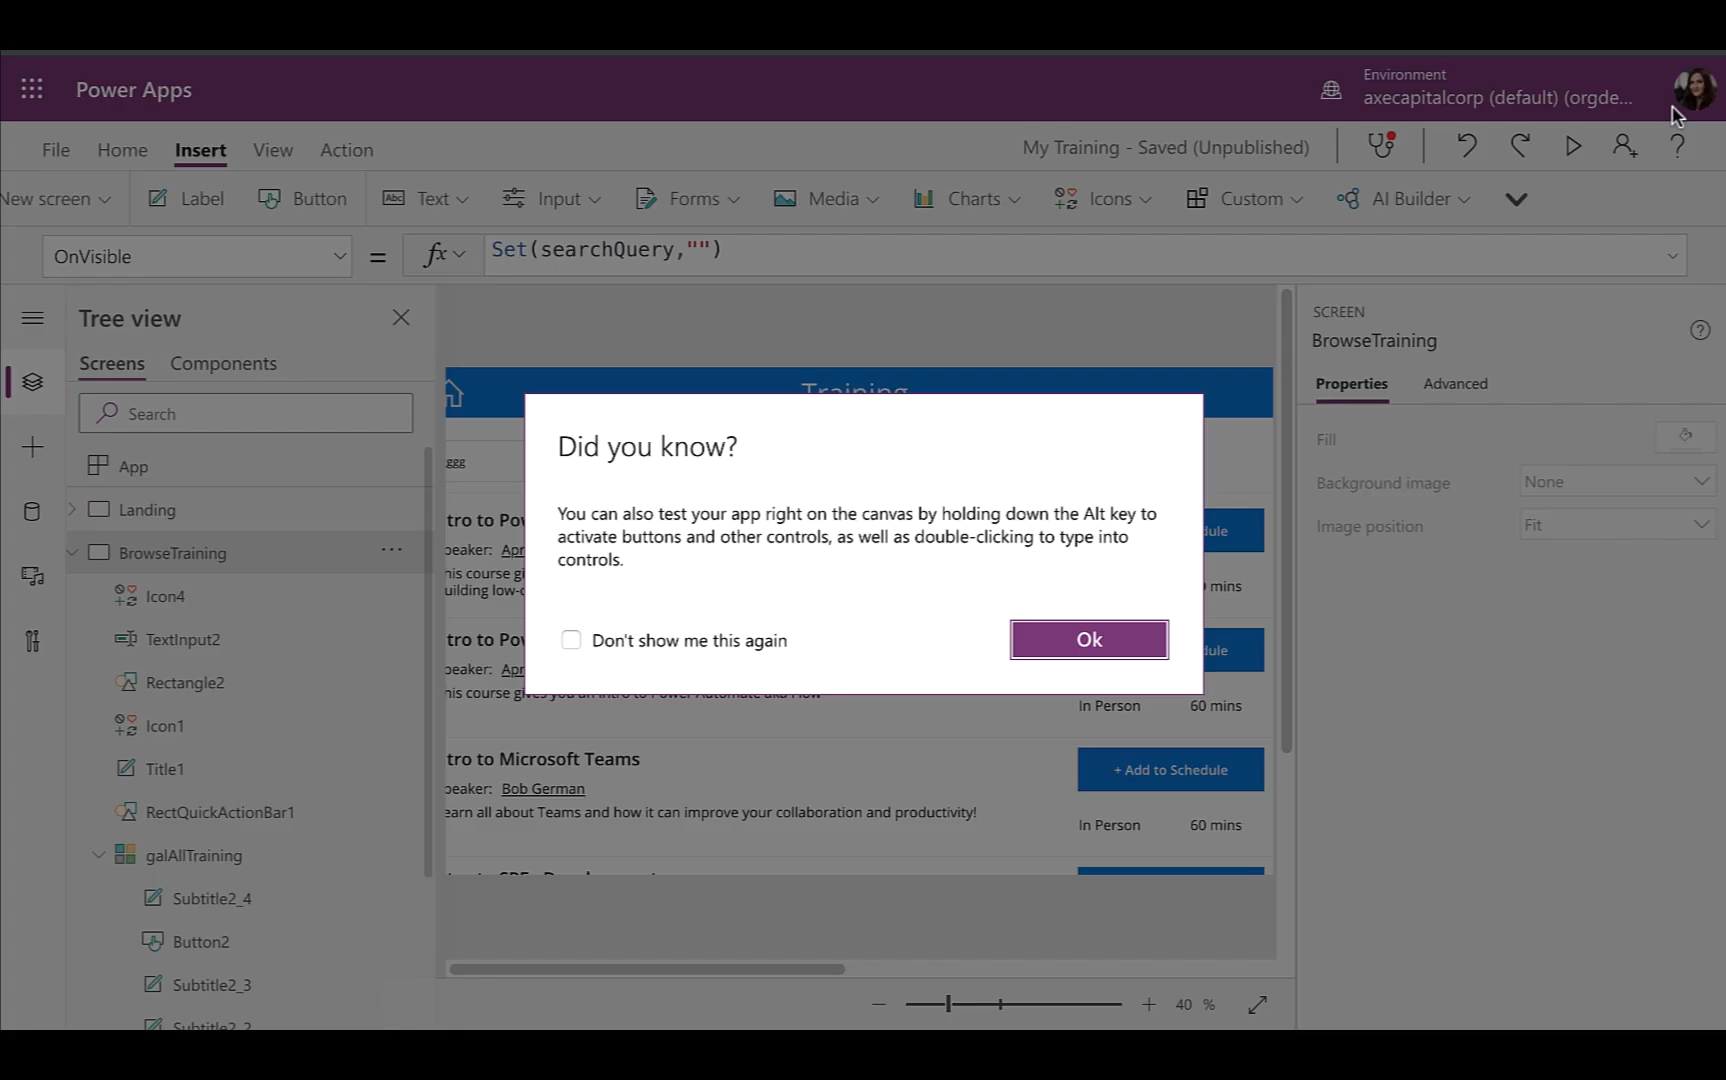 Power Apps
Environment
axecapitalcorp (default) (orgde...
File Home Insert View Action
My Training - Saved (Unpublished)
New screen Label Button Text Input Forms Media Charts Icons Custom AI Builder
OnVisible = fx Set(searchQuery,"")
Tree view
Screens Components
Search
App
Landing
BrowseTraining
Icon4
TextInput2
Rectangle2
Icon1
Title1
RectQuickActionBar1
galAllTraining
Subtitle2_4
Button2
Subtitle2_3
Subtitle2_2
Training
Did you know?
You can also test your app right on the canvas by holding down the Alt key to
activate buttons and other controls, as well as double-clicking to type into
controls.
Don't show me this again
Ok
mins
In Person 60 mins
tro to Microsoft Teams
+ Add to Schedule
eaker: Bob German
earn all about Teams and how it can improve your collaboration and productivity!
In Person 60 mins
40 %
SCREEN
BrowseTraining
Properties Advanced
Fill
Background image None
Image position Fit